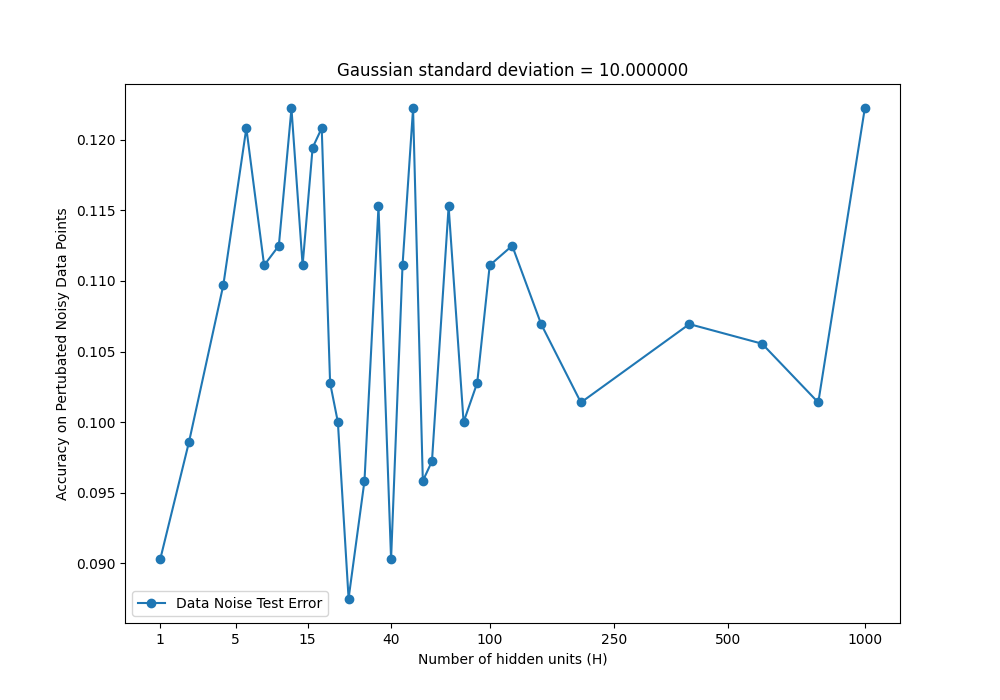 Gaussian standard deviation = 10.000000
Accuracy on Pertubated Noisy Data Points
0.120
0.115
0.110
0.105
0.100
0.095
0.090
Data Noise Test Error
1 5 15 40 100 250 500 1000
Number of hidden units (H)